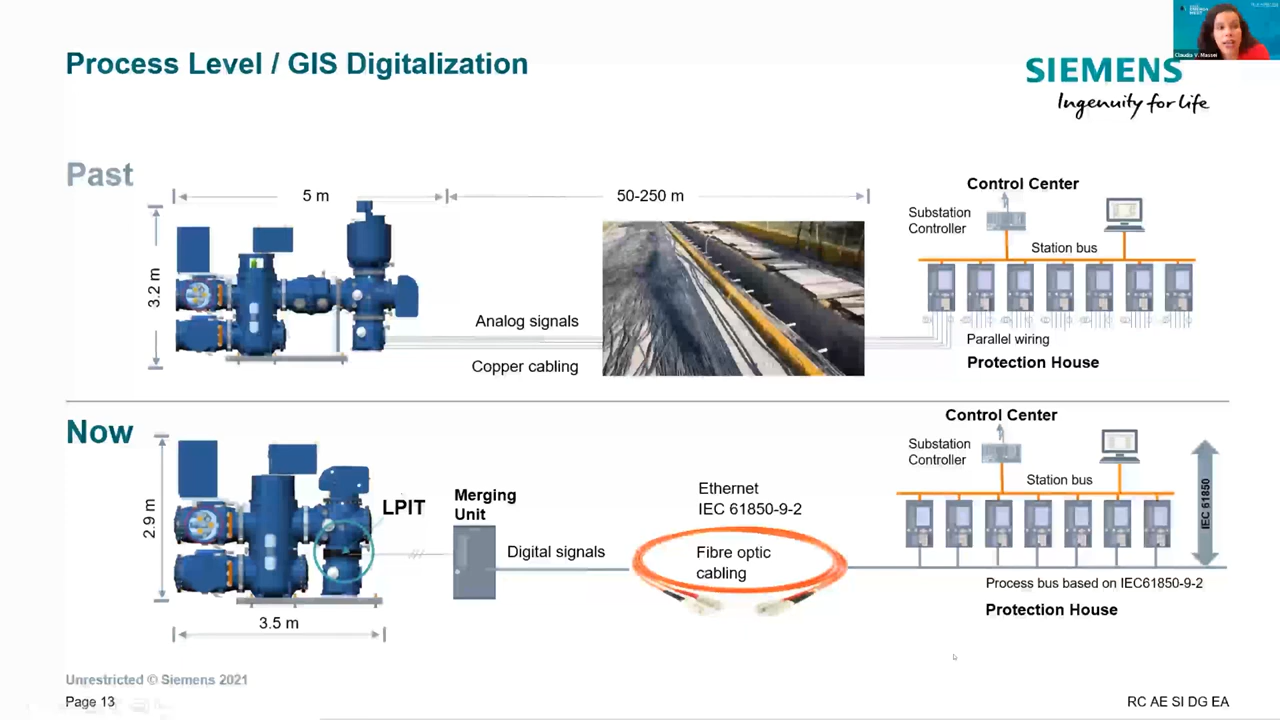 Process Level / GIS Digitalization
SIEMENS
Ingenuity for life
Claudia V. Massei
Past
5 m
50-250 m
3.2 m
Analog signals
Copper cabling
Control Center
Substation
Controller
Station bus
Parallel wiring
Protection House
Now
2.9 m
3.5 m
LPIT
Merging
Unit
Digital signals
Ethernet
IEC 61850-9-2
Fibre optic
cabling
Control Center
Substation
Controller
Station bus
IEC 61850
Process bus based on IEC61850-9-2
Protection House
Unrestricted © Siemens 2021
Page 13
RC AE SI DG EA